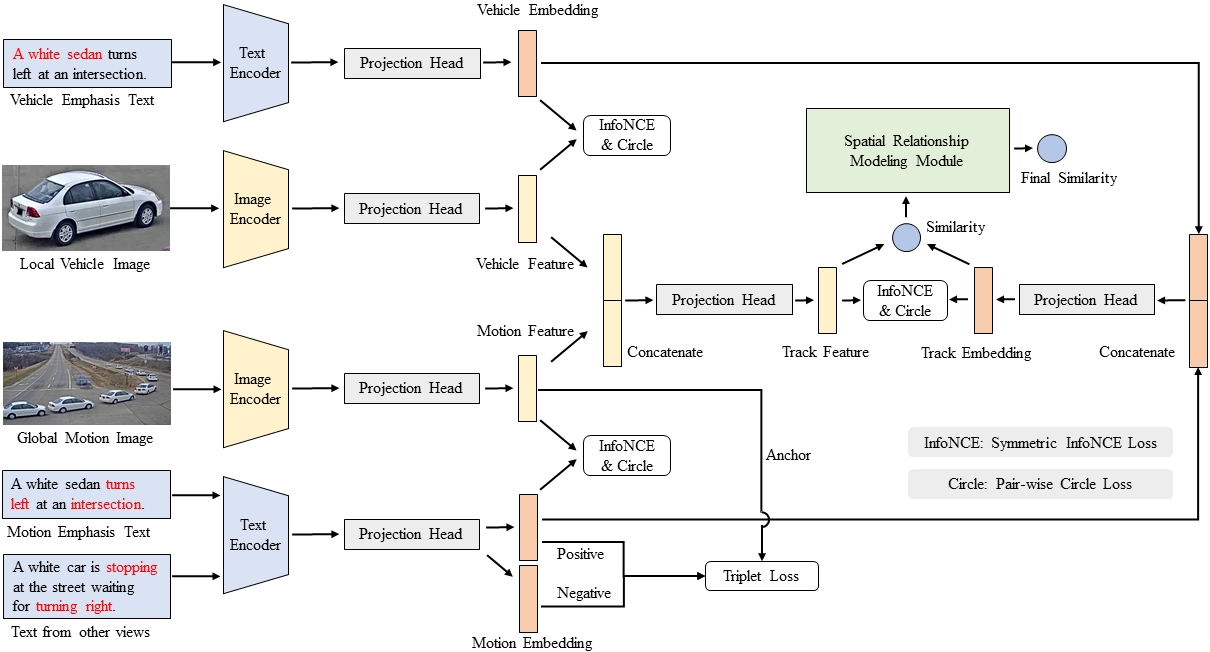 Vehicle Embedding
A white sedan turns
left at an intersection.
Vehicle Emphasis Text
Text
Encoder
Projection Head
InfoNCE
& Circle
Spatial Relationship
Modeling Module
Final Similarity
Image
Encoder
Projection Head
Local Vehicle Image
Vehicle Feature
Similarity
Projection Head
InfoNCE
& Circle
Projection Head
Motion Feature
Concatenate
Track Feature
Track Embedding
Concatenate
Image
Encoder
Projection Head
Global Motion Image
InfoNCE
& Circle
Anchor
InfoNCE: Symmetric InfoNCE Loss
Circle: Pair-wise Circle Loss
A white sedan turns
left at an intersection.
Motion Emphasis Text
Text
Encoder
Projection Head
Positive
Negative
Triplet Loss
A white car is stopping
at the street waiting
for turning right.
Text from other views
Motion Embedding